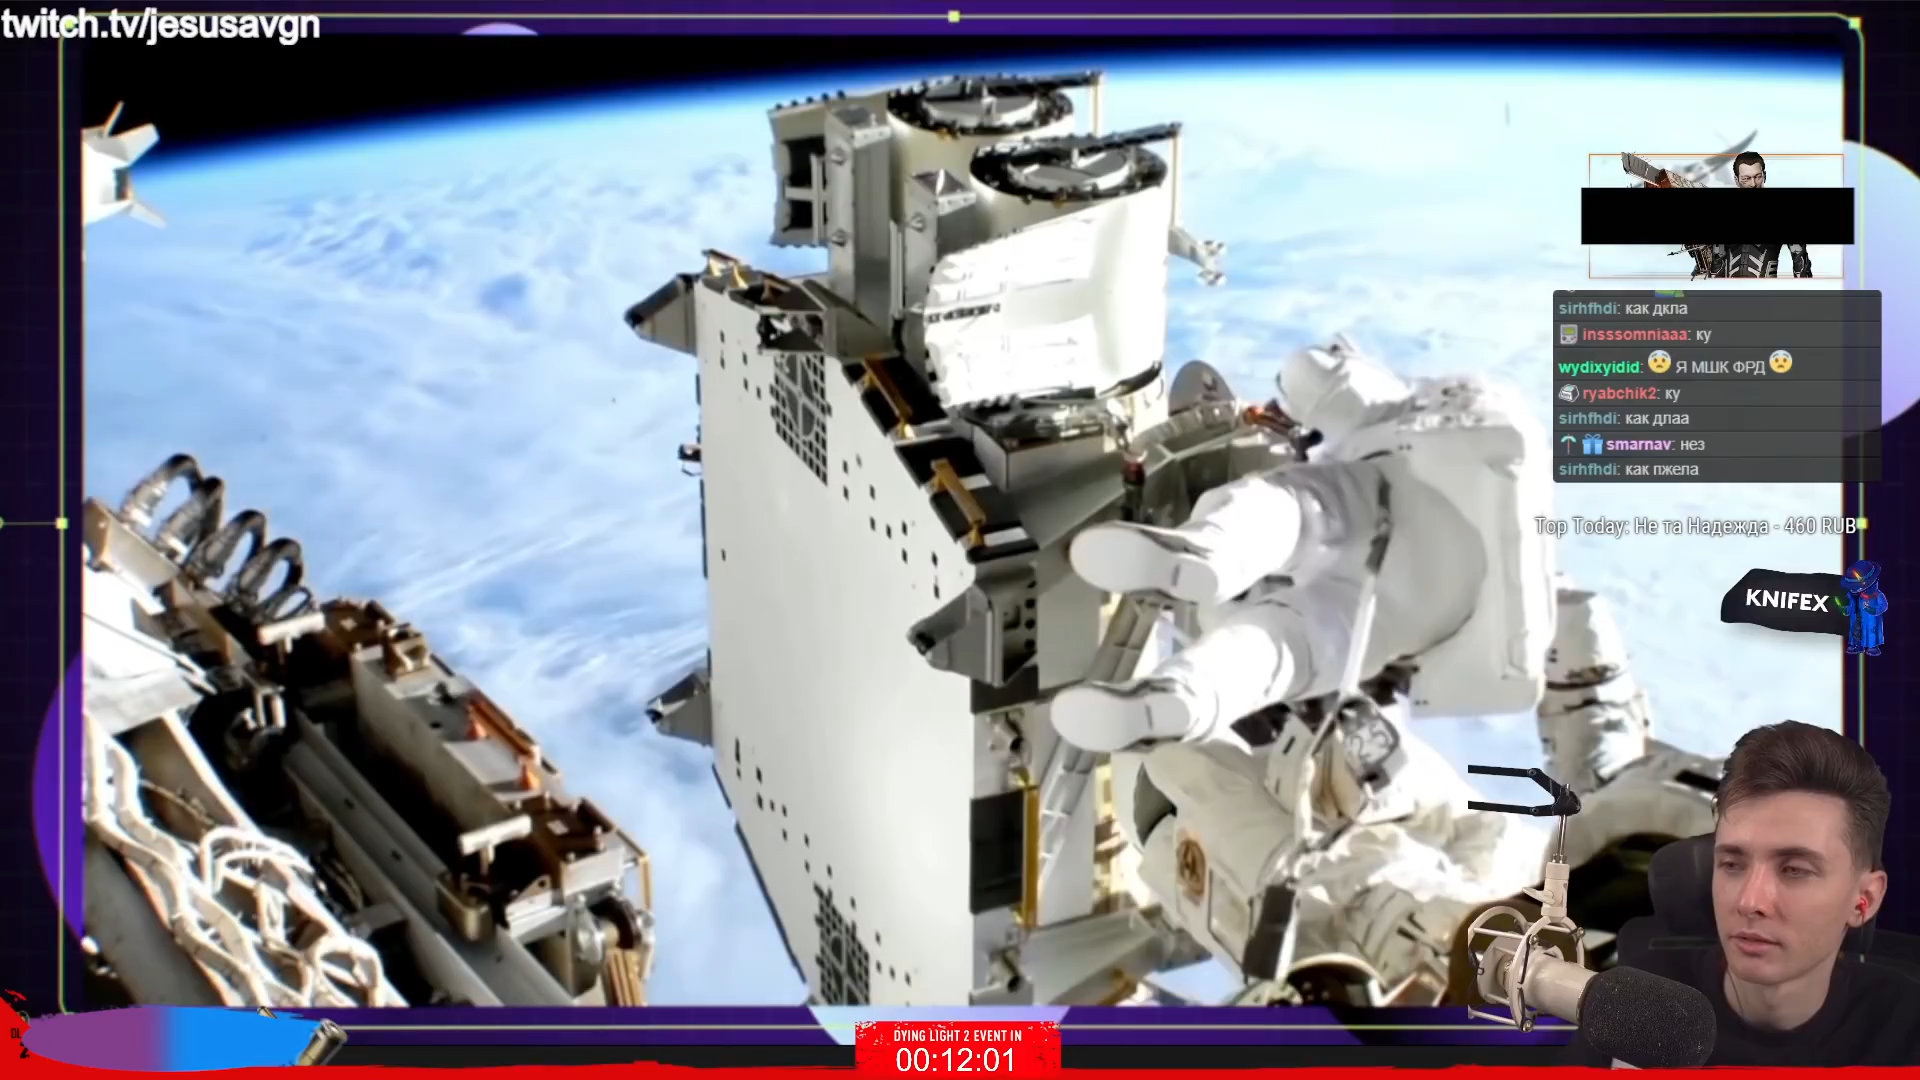 twitch.tv/jesusavgn
sirhfhdi: как дкла
insssomniaaa: ку
wydixyidid: Я МШК ФРД
ryabchik2: ку
sirhfhdi: как длаа
smarnav: нез
sirhfhdi: как пжела
Top Today: Не та Надежда - 460 RUB
KNIFEX
DYING LIGHT 2 EVENT IN
00:12:01